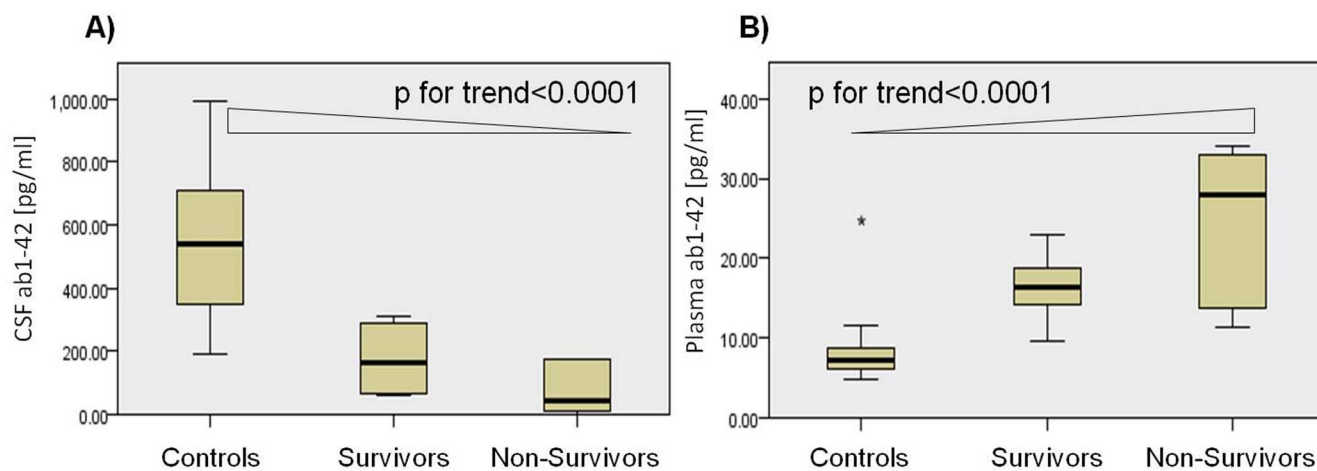 A)
p for trend<0.0001
CSF ab1-42 [pg/ml]
1,000.00
800.00
600.00
400.00
200.00
0.00
Controls
Survivors
Non-Survivors
B)
p for trend<0.0001
Plasma ab1-42 [pg/ml]
40.00
30.00
20.00
10.00
0.00
*
Controls
Survivors
Non-Survivors